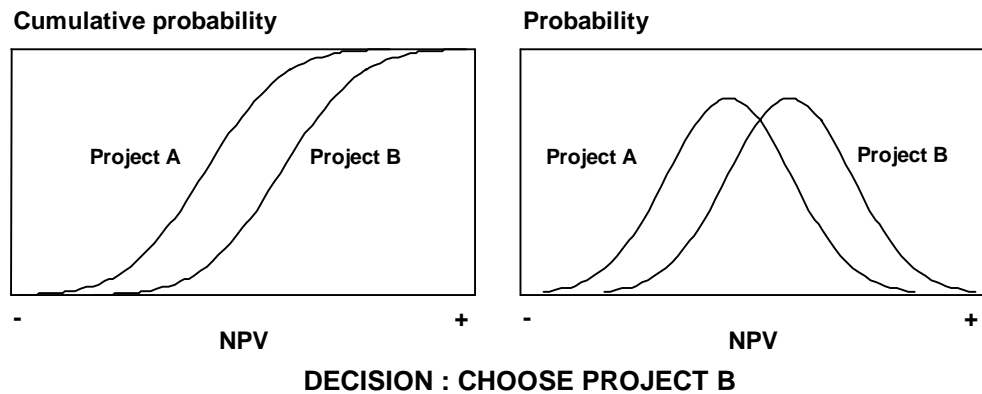 Cumulative probability
Project A
Project B
-
+
NPV
Probability
Project A
Project B
-
+
NPV
DECISION : CHOOSE PROJECT B